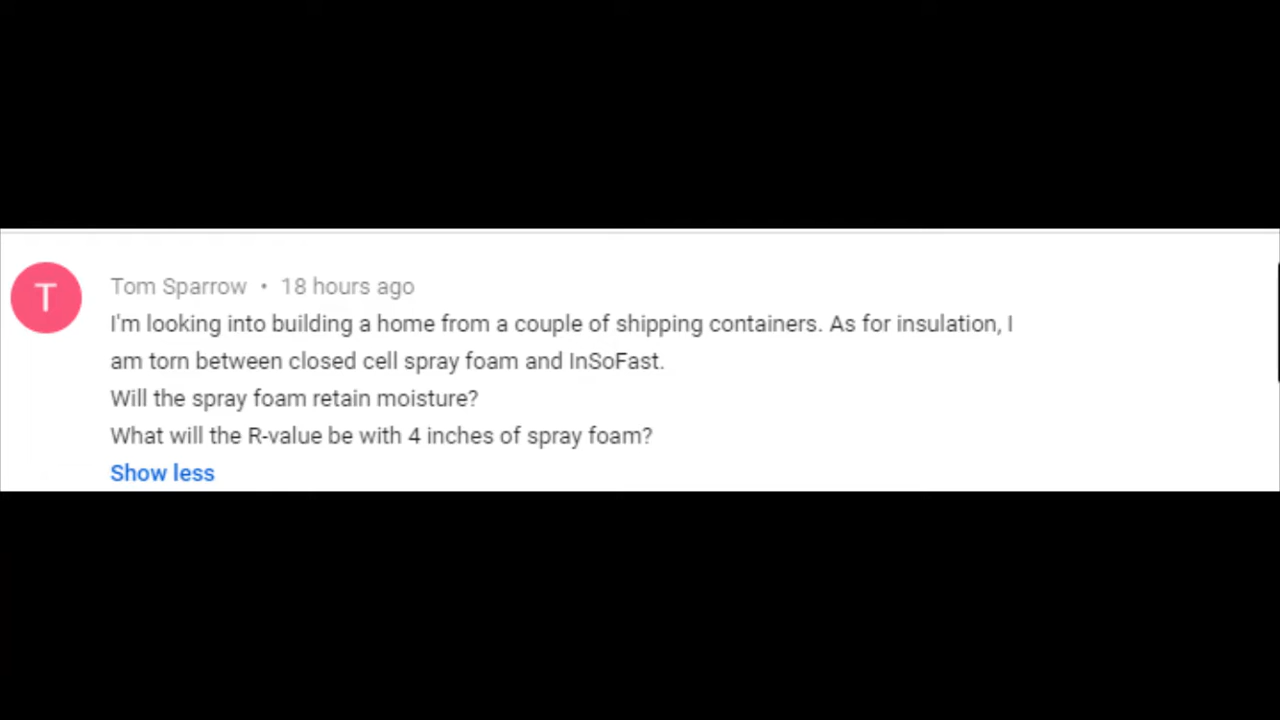 T
Tom Sparrow • 18 hours ago
I'm looking into building a home from a couple of shipping containers. As for insulation, I
am torn between closed cell spray foam and InSoFast.
Will the spray foam retain moisture?
What will the R-value be with 4 inches of spray foam?
Show less